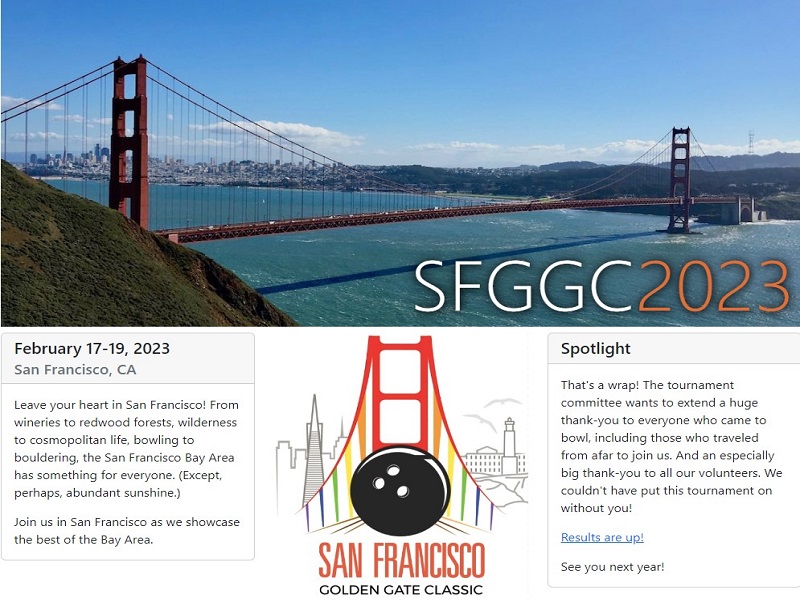 SFGGC2023
February 17-19, 2023
San Francisco, CA
Leave your heart in San Francisco! From
wineries to redwood forests, wilderness
to cosmopolitan life, bowling to
bouldering, the San Francisco Bay Area
has something for everyone. (Except,
perhaps, abundant sunshine.)
Join us in San Francisco as we showcase
the best of the Bay Area.
SAN FRANCISCO
GOLDEN GATE CLASSIC
Spotlight
That's a wrap! The tournament
committee wants to extend a huge
thank-you to everyone who came to
bowl, including those who traveled
from afar to join us. And an especially
big thank-you to all our volunteers. We
couldn't have put this tournament on
without you!
Results are up!
See you next year!